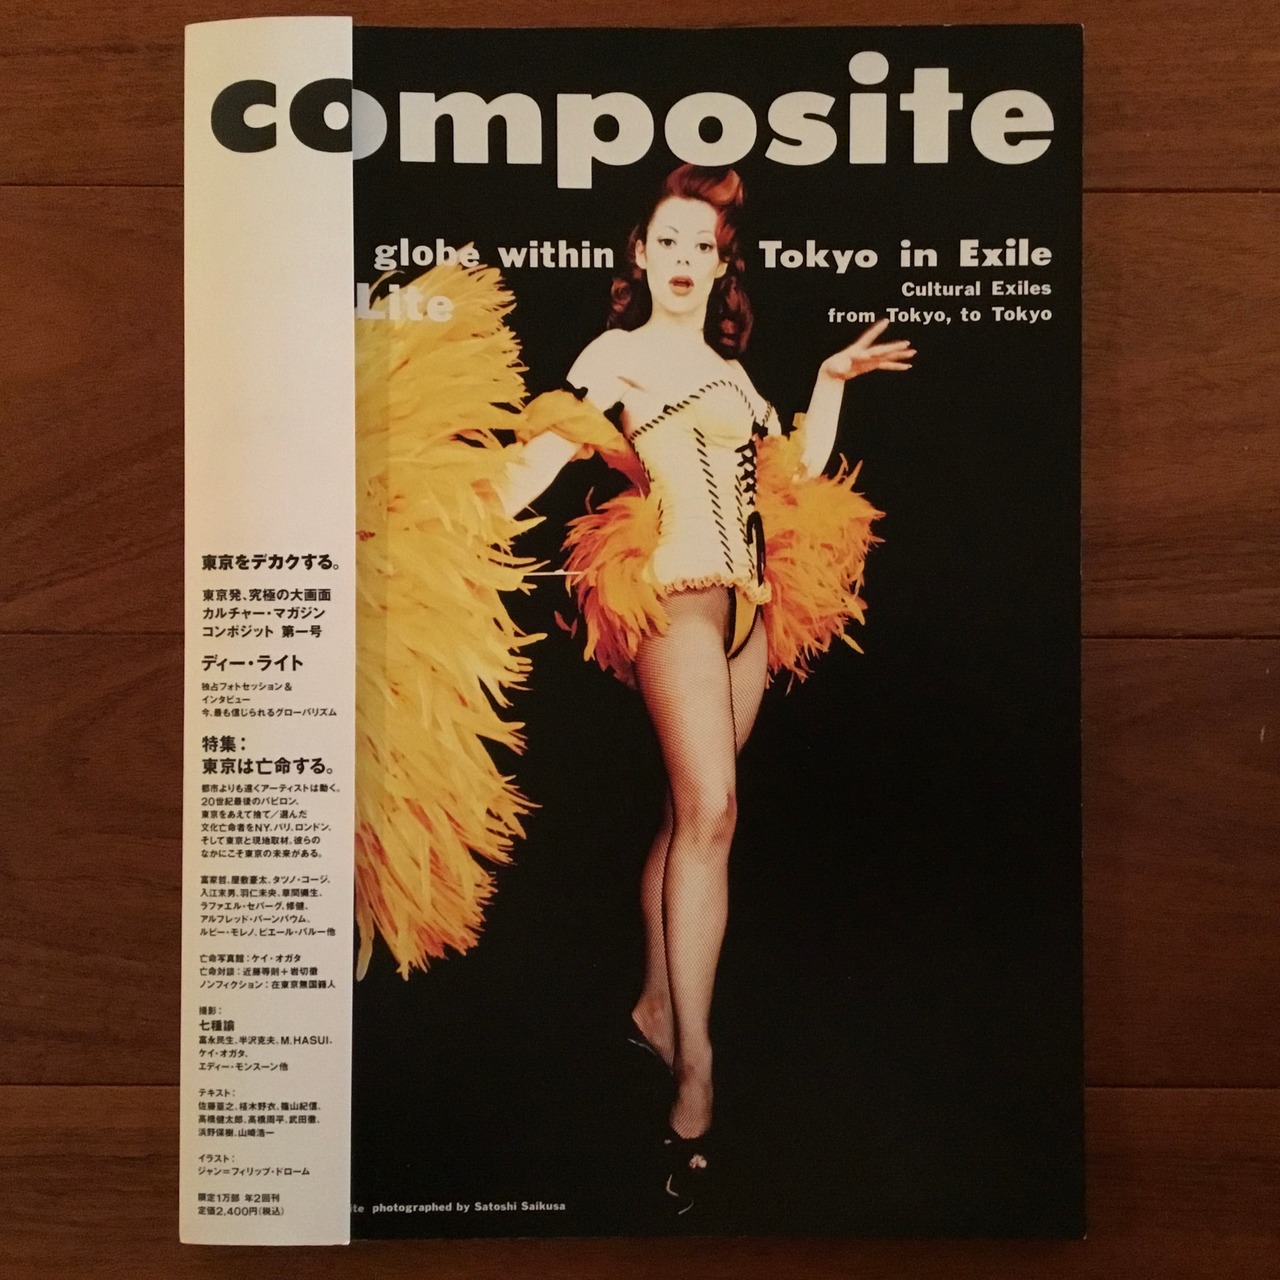 composite
globe within
Lite
Tokyo in Exile
Cultural Exiles
from Tokyo, to Tokyo
東京をデカクする。
東京発、究極の大画面
カルチャー・マガジン
コンポジット 第一号
ディー・ライト
独占フォトセッション&
インタビュー
今、最も信じられるグローバリズム
特集:
東京は亡命する。
都市よりも速くアーティストは動く。
20世紀最後のバビロン、
東京をあえて捨て/選んだ
文化亡命者をNY、パリ、ロンドン、
そして東京と現地取材。彼らの
なかにこそ東京の未来がある。
富家哲、屋敷豪太、タツノ・コージ、
入江末男、羽仁未央、草間彌生、
ラファエル・セバーグ、修健、
アルフレッド・バーンバウム、
ルビー・モレノ、ピエール・バルー他
亡命写真館:ケイ・オガタ
亡命対談:近藤等則+岩切徹
ノンフィクション:在東京無国籍人
撮影:
七種諭
富永民生、半沢克夫、M.HASUI、
ケイ・オガタ、
エディー・モンスーン他
テキスト:
佐藤亜之、椹木野衣、篠山紀信、
高橋健太郎、高橋周平、武田徹、
浜野保樹、山崎浩一
イラスト:
ジャン=フィリップ・ドローム
限定1万部 年2回刊
定価2,400円(税込)
ite photographed by Satoshi Saikusa